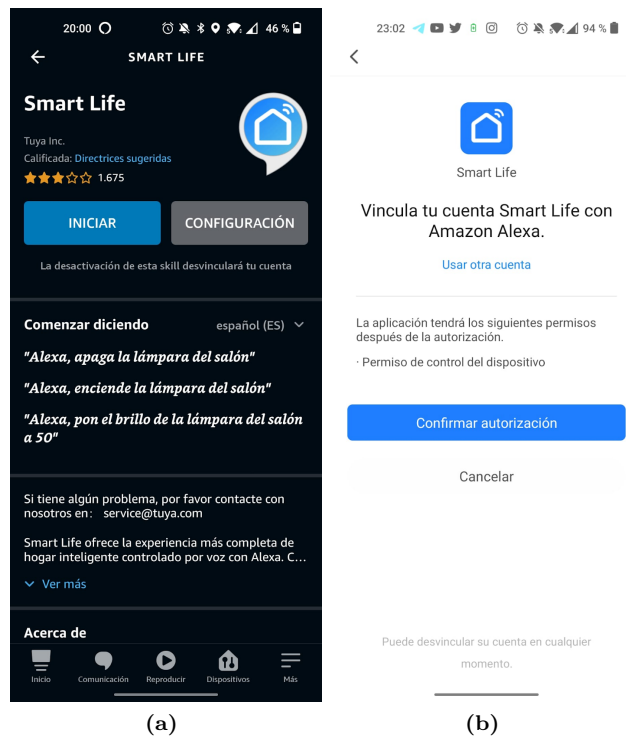 20:00
46 %
SMART LIFE
Smart Life
Tuya Inc.
Calificada: Directrices sugeridas
1.675
INICIAR
CONFIGURACIÓN
La desactivación de esta skill desvinculará tu cuenta
Comenzar diciendo
español (ES)
"Alexa, apaga la lámpara del salón"
"Alexa, enciende la lámpara del salón"
"Alexa, pon el brillo de la lámpara del salón
a 50"
Si tiene algún problema, por favor contacte con
nosotros en: service@tuya.com
Smart Life ofrece la experiencia más completa de
hogar inteligente controlado por voz con Alexa. C...
Ver más
Acerca de
Inicio
Comunicación
Reproducir
Dispositivos
Más
(a)
23:02
94 %
Smart Life
Vincula tu cuenta Smart Life con
Amazon Alexa.
Usar otra cuenta
La aplicación tendrá los siguientes permisos
después de la autorización.
· Permiso de control del dispositivo
Confirmar autorización
Cancelar
Puede desvincular su cuenta en cualquier
momento.
(b)